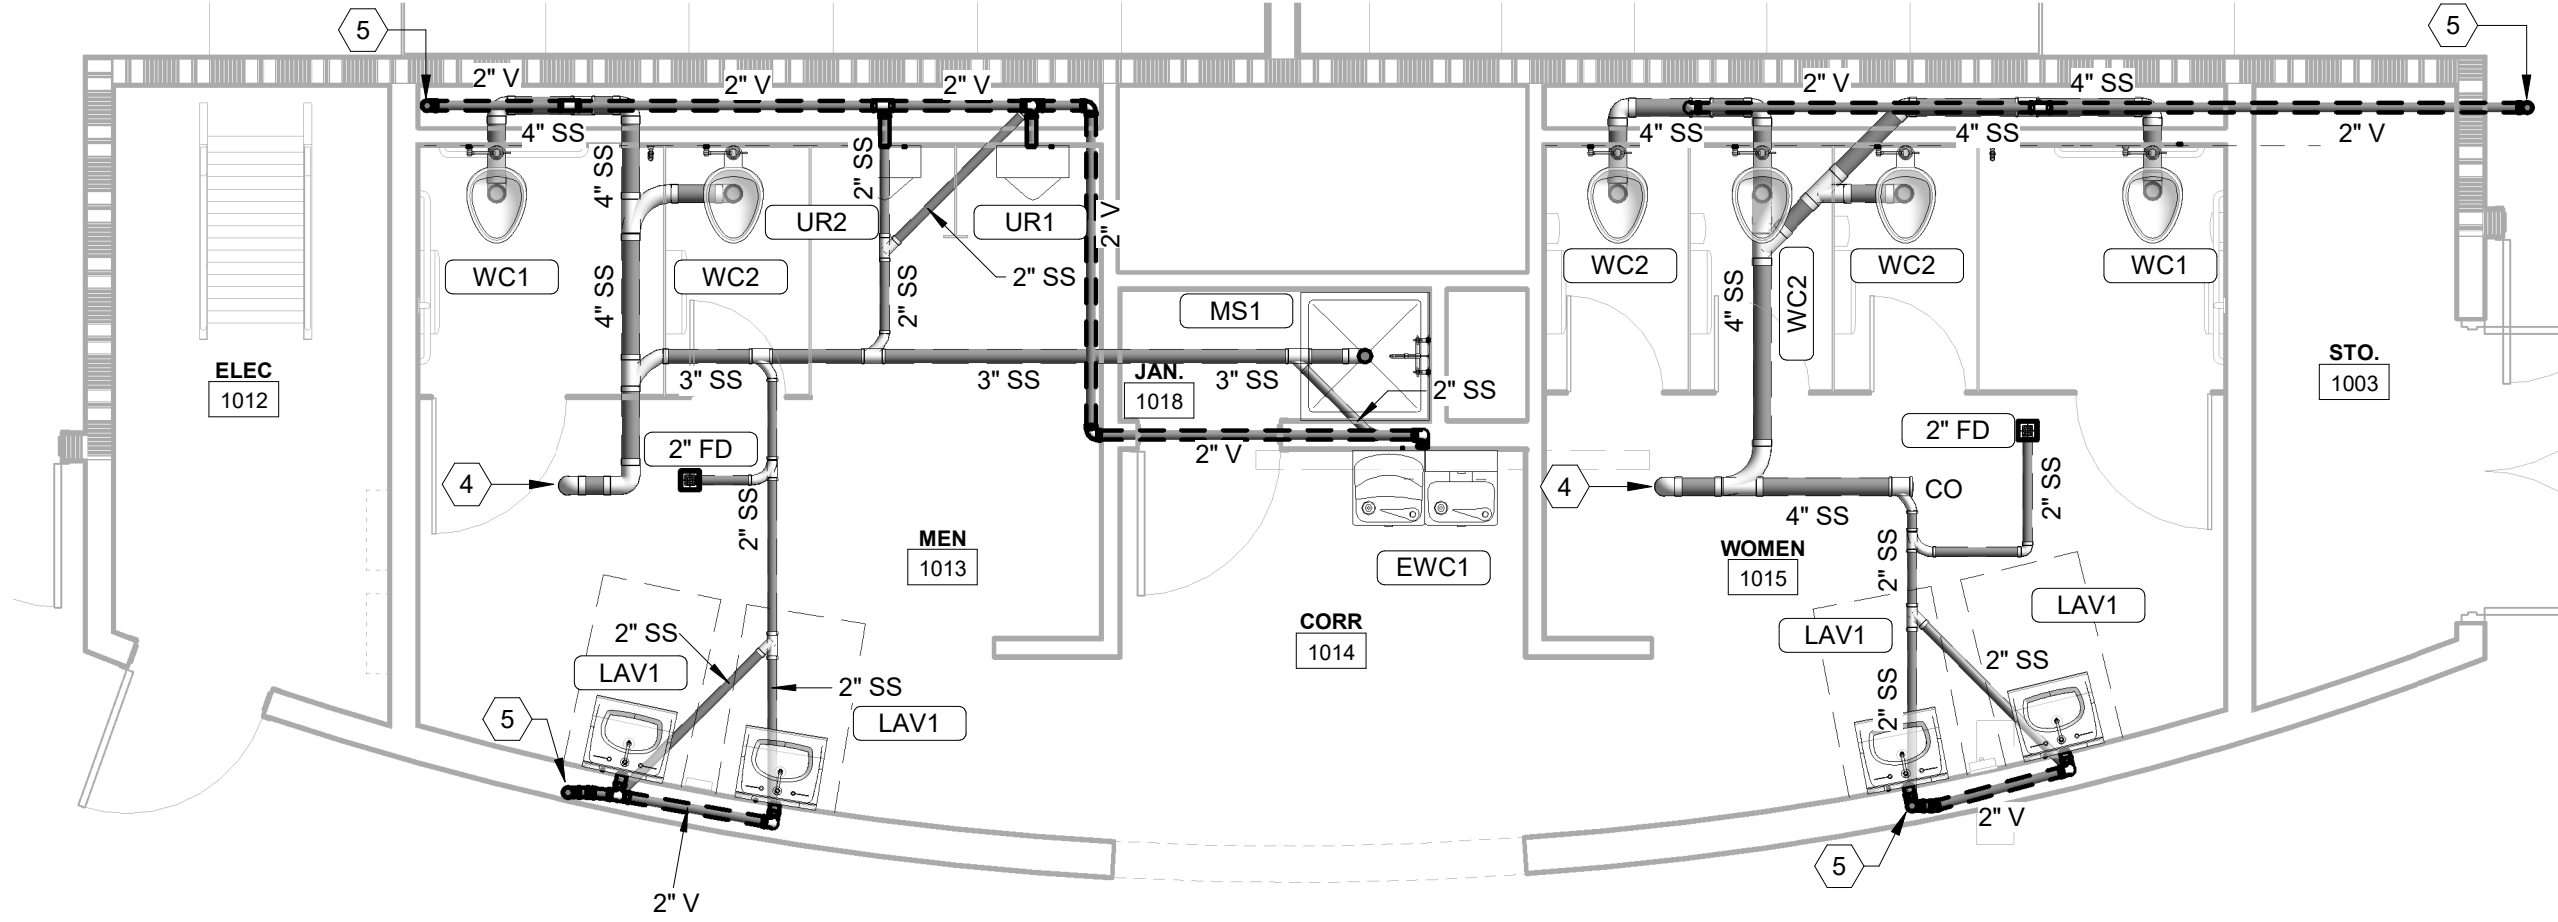 5
5
2" V
2" V
2" V
2" V
4" SS
4" SS
4" SS
4" SS
2" V
4" SS
2" SS
UR2
UR1
2" V
WC1
WC2
2" SS
WC2
WC2
WC2
WC1
4" SS
2" SS
MS1
4" SS
ELEC
1012
3" SS
3" SS
JAN.
1018
3" SS
2" SS
STO.
1003
2" FD
2" V
2" FD
4
4
CO
2" SS
4" SS
2" SS
MEN
1013
EWC1
WOMEN
1015
2" SS
CORR
1014
LAV1
LAV1
2" SS
LAV1
2" SS
LAV1
2" SS
2" SS
5
2" V
2" V
5